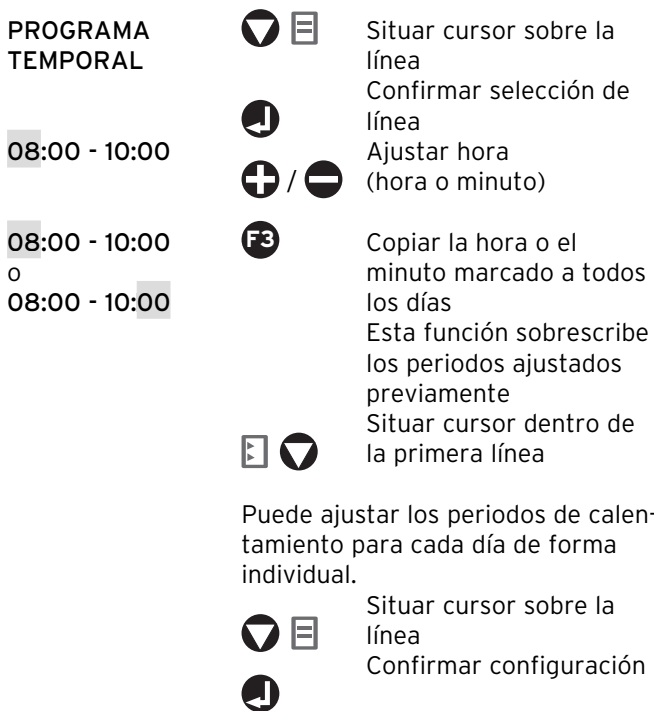 PROGRAMA
TEMPORAL
Situar cursor sobre la
línea
Confirmar selección de
línea
08:00 - 10:00
Ajustar hora
/
(hora o minuto)
08:00 - 10:00
o
08:00 - 10:00
F3
Copiar la hora o el
minuto marcado a todos
los días
Esta función sobrescribe
los periodos ajustados
previamente
Situar cursor dentro de
la primera línea
Puede ajustar los periodos de calen-
tamiento para cada día de forma
individual.
Situar cursor sobre la
línea
Confirmar configuración